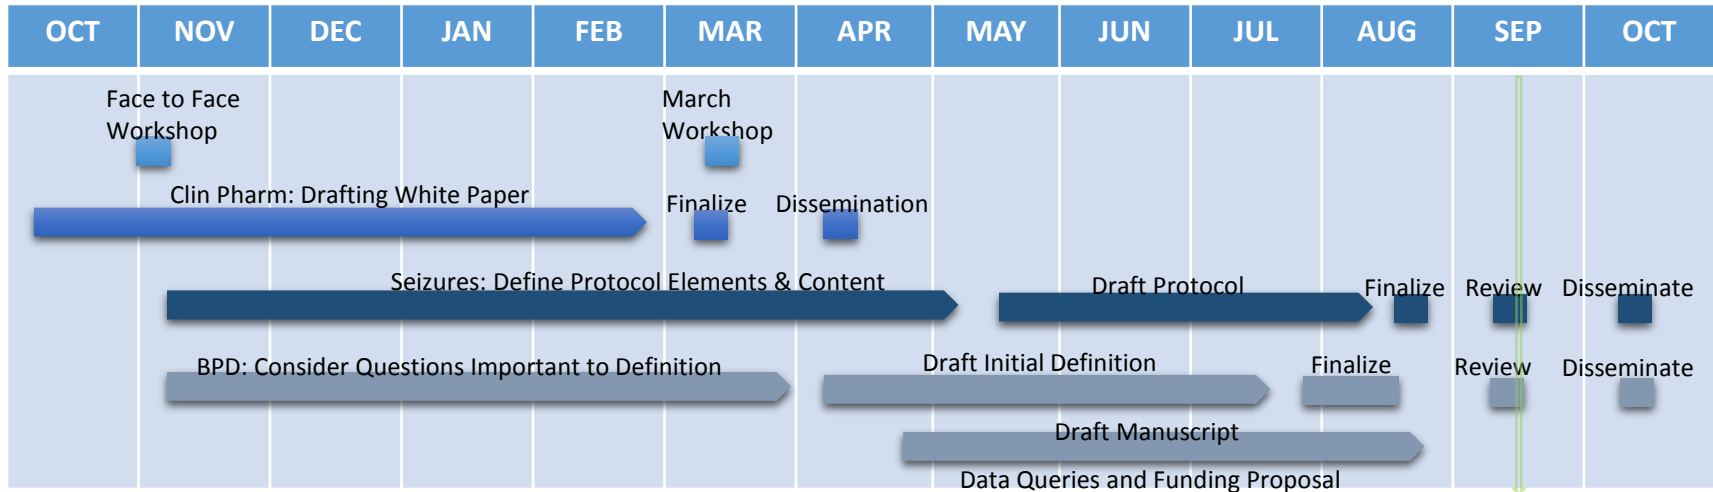 OCT NOV DEC JAN FEB MAR APR MAY JUN JUL AUG SEP OCT
Face to Face
Workshop
March
Workshop
Clin Pharm: Drafting White Paper
Finalize
Dissemination
Seizures: Define Protocol Elements & Content
Draft Protocol
Finalize
Review
Disseminate
BPD: Consider Questions Important to Definition
Draft Initial Definition
Finalize
Review
Disseminate
Draft Manuscript
Data Queries and Funding Proposal